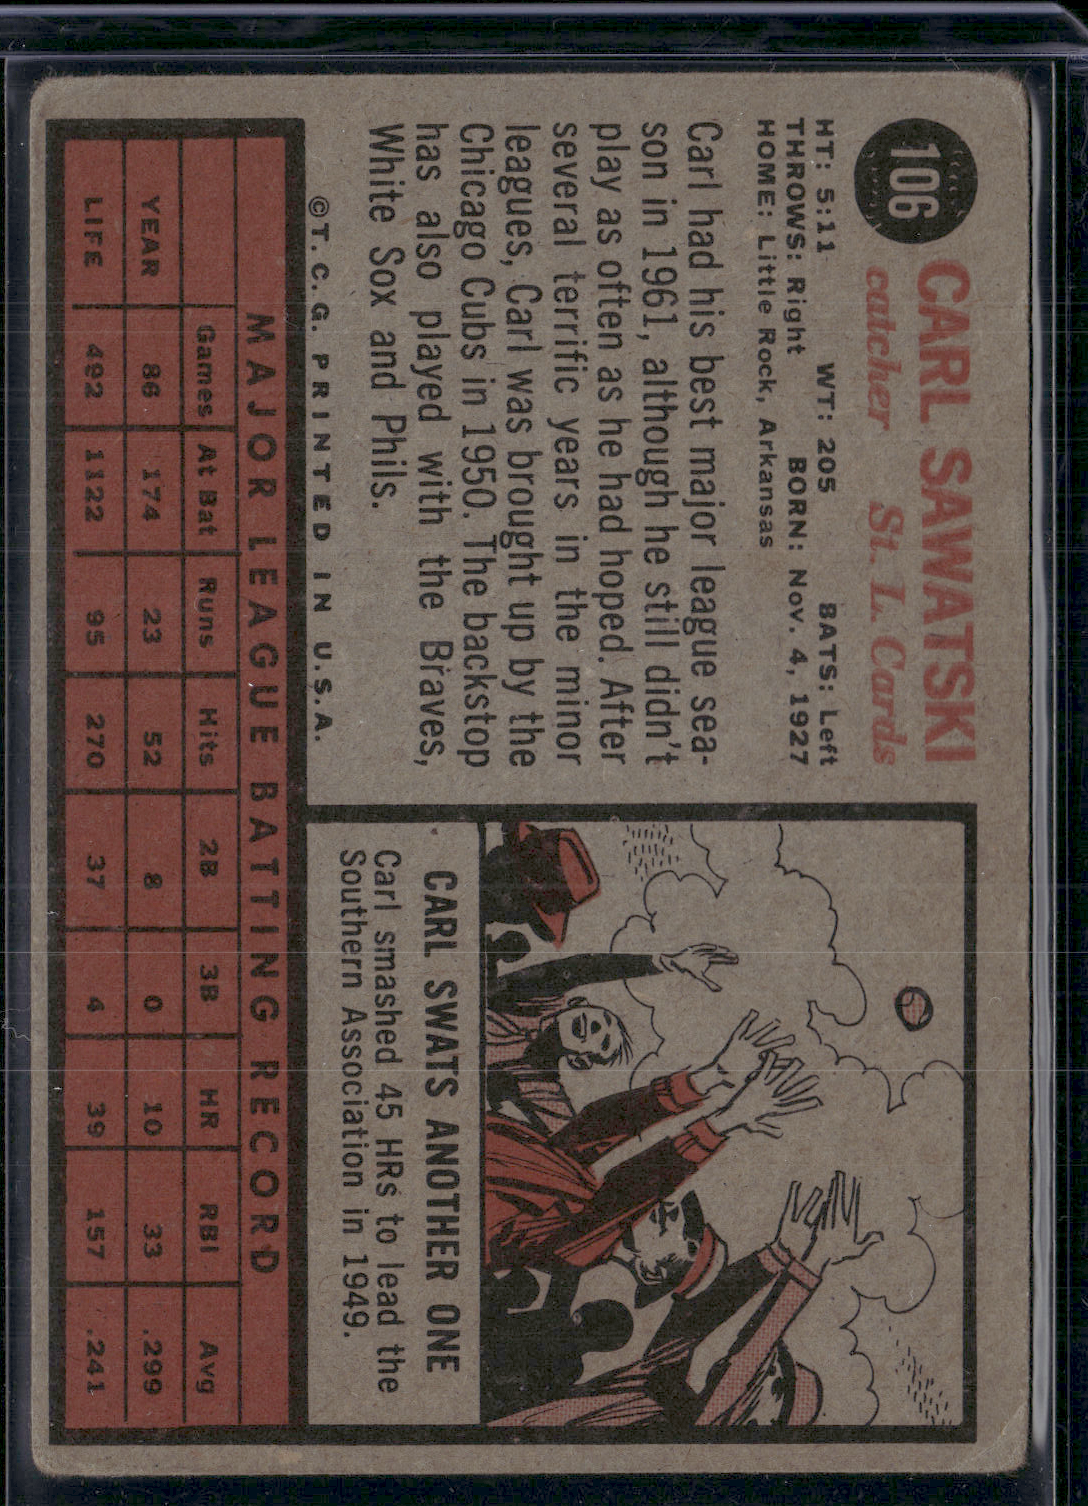 106
CARL SAWATSKI
catcher St. L. Cards
HT: 5:11 WT: 205 BATS: Left
THROWS: Right BORN: Nov. 4, 1927
HOME: Little Rock, Arkansas
Carl had his best major league sea-
son in 1961, although he still didn't
play as often as he had hoped. After
several terrific years in the minor
leagues, Carl was brought up by the
Chicago Cubs in 1950. The backstop
has also played with the Braves,
White Sox and Phils.
©T. C. G. PRINTED IN U.S.A.
CARL SWATS ANOTHER ONE
Carl smashed 45 HRs to lead the
Southern Association in 1949.
MAJOR LEAGUE BATTING RECORD
Games At Bat Runs Hits 2B 3B HR RBI Avg
YEAR 86 174 23 52 8 0 10 33 .299
LIFE 492 1122 95 270 37 4 39 157 .241